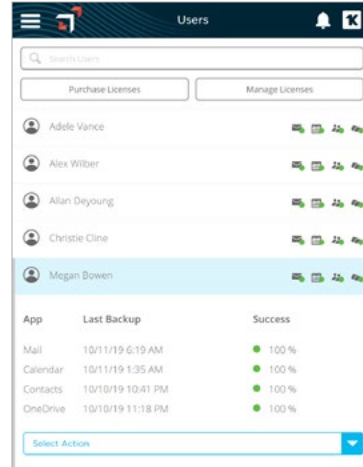 Users
1K
Search Users
Purchase Licenses
Manage Licenses
Adele Vance
Alex Wilber
Allan Deyoung
Christie Cline
Megan Bowen
App Last Backup Success
Mail 10/11/19 6:19 AM 100 %
Calendar 10/11/19 1:35 AM 100 %
Contacts 10/10/19 10:41 PM 100 %
OneDrive 10/10/19 11:18 PM 100 %
Select Action